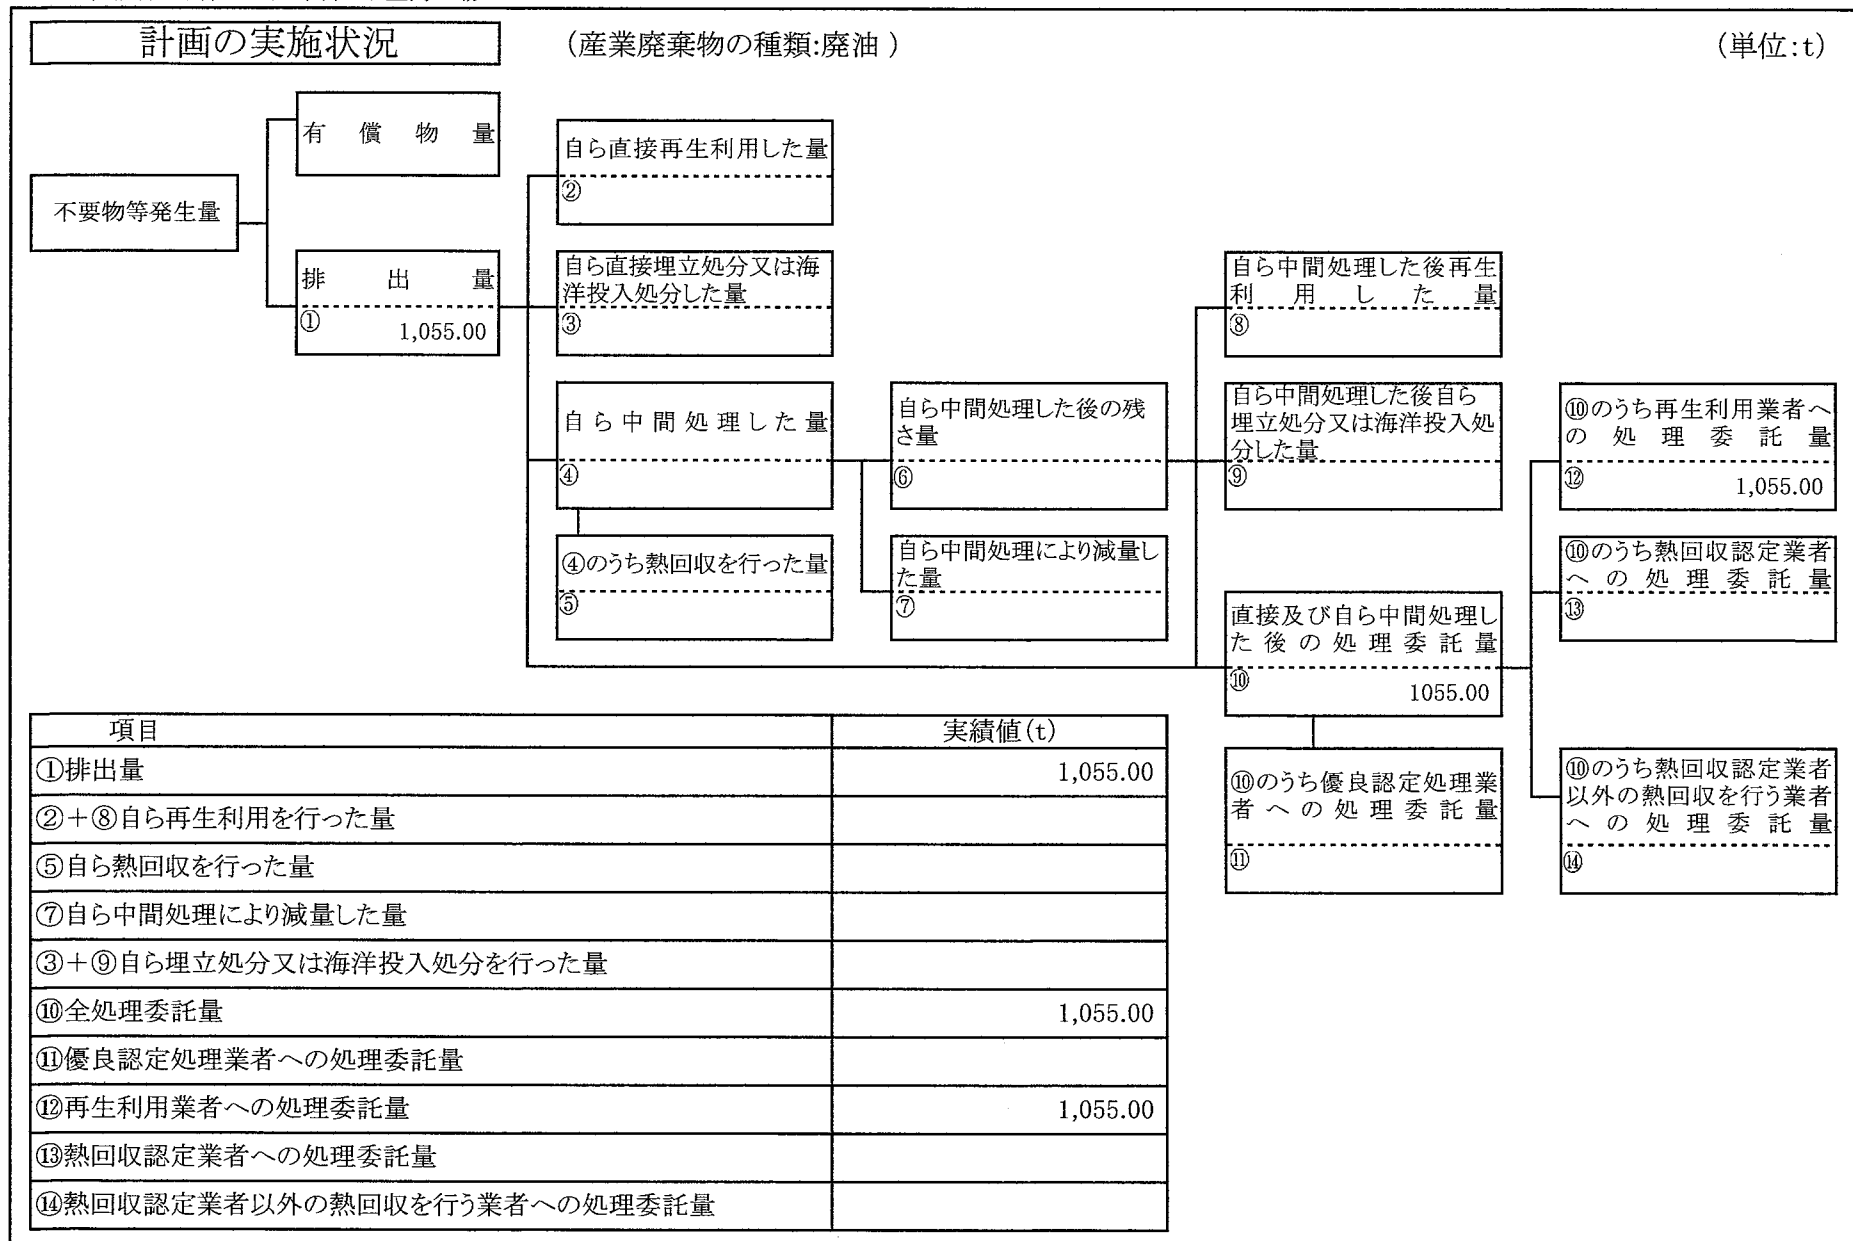 計画の実施状況
(産業廃棄物の種類:廃油 )
(単位:t)
有償物量
不要物等発生量
排出量
① 1,055.00
自ら直接再生利用した量
②
自ら直接埋立処分又は海
洋投入処分した量
③
自ら中間処理した量
④
④のうち熱回収を行った量
⑤
自ら中間処理した後の残
さ量
⑥
自ら中間処理により減量し
た量
⑦
自ら中間処理した後再生
利用した量
⑧
自ら中間処理した後自ら
埋立処分又は海洋投入処
分した量
⑨
直接及び自ら中間処理し
た後の処理委託量
⑩ 1055.00
⑩のうち優良認定処理業
者への処理委託量
⑪
⑩のうち再生利用業者へ
の処理委託量
⑫ 1,055.00
⑩のうち熱回収認定業者
への処理委託量
⑬
⑩のうち熱回収認定業者
以外の熱回収を行う業者
への処理委託量
⑭
項目 実績値(t)
①排出量 1,055.00
②+⑧自ら再生利用を行った量
⑤自ら熱回収を行った量
⑦自ら中間処理により減量した量
③+⑨自ら埋立処分又は海洋投入処分を行った量
⑩全処理委託量 1,055.00
⑪優良認定処理業者への処理委託量
⑫再生利用業者への処理委託量 1,055.00
⑬熱回収認定業者への処理委託量
⑭熱回収認定業者以外の熱回収を行う業者への処理委託量